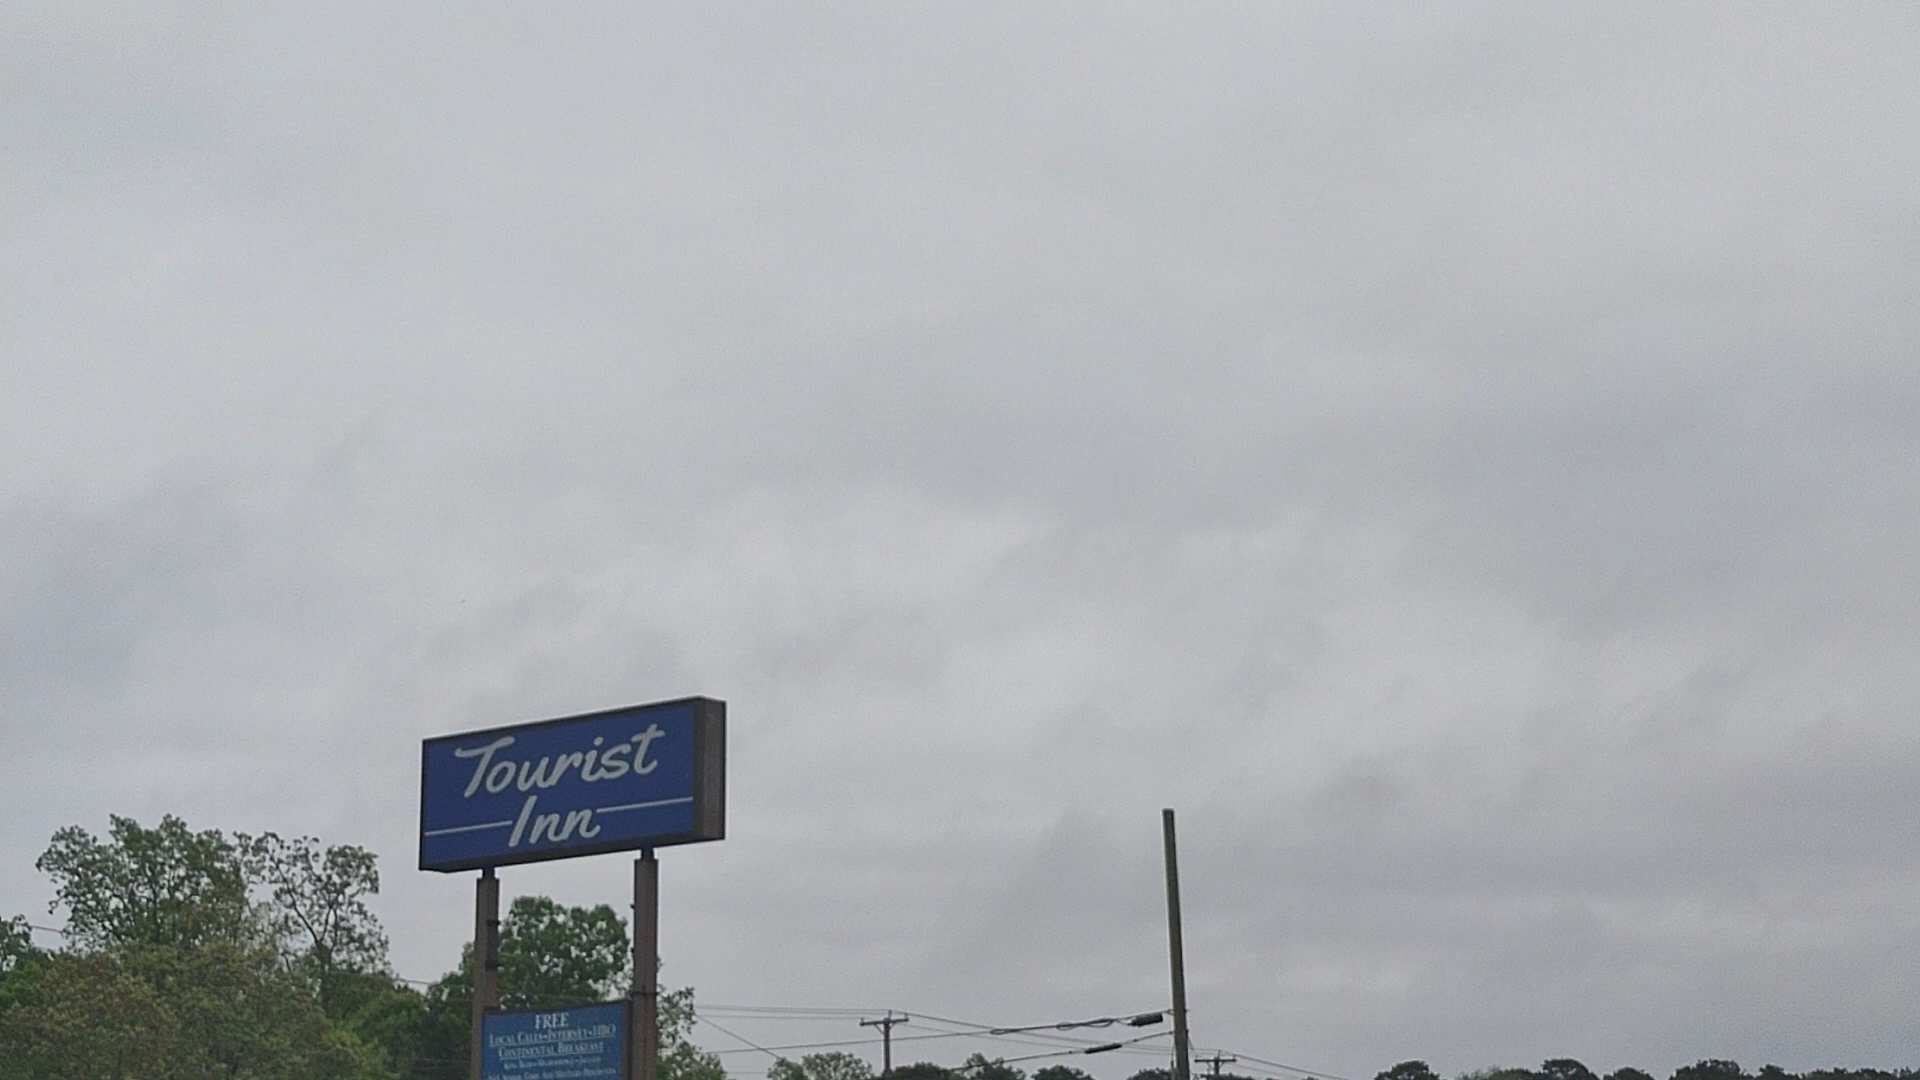 Tourist
Inn
FREE
LOCAL CALLS•INTERNET•HBO
CONTINENTAL BREAKFAST